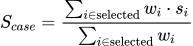 S_{case} = \frac{\sum_{i \in \text{selected}} w_i \cdot s_i}{\sum_{i \in \text{selected}} w_i}